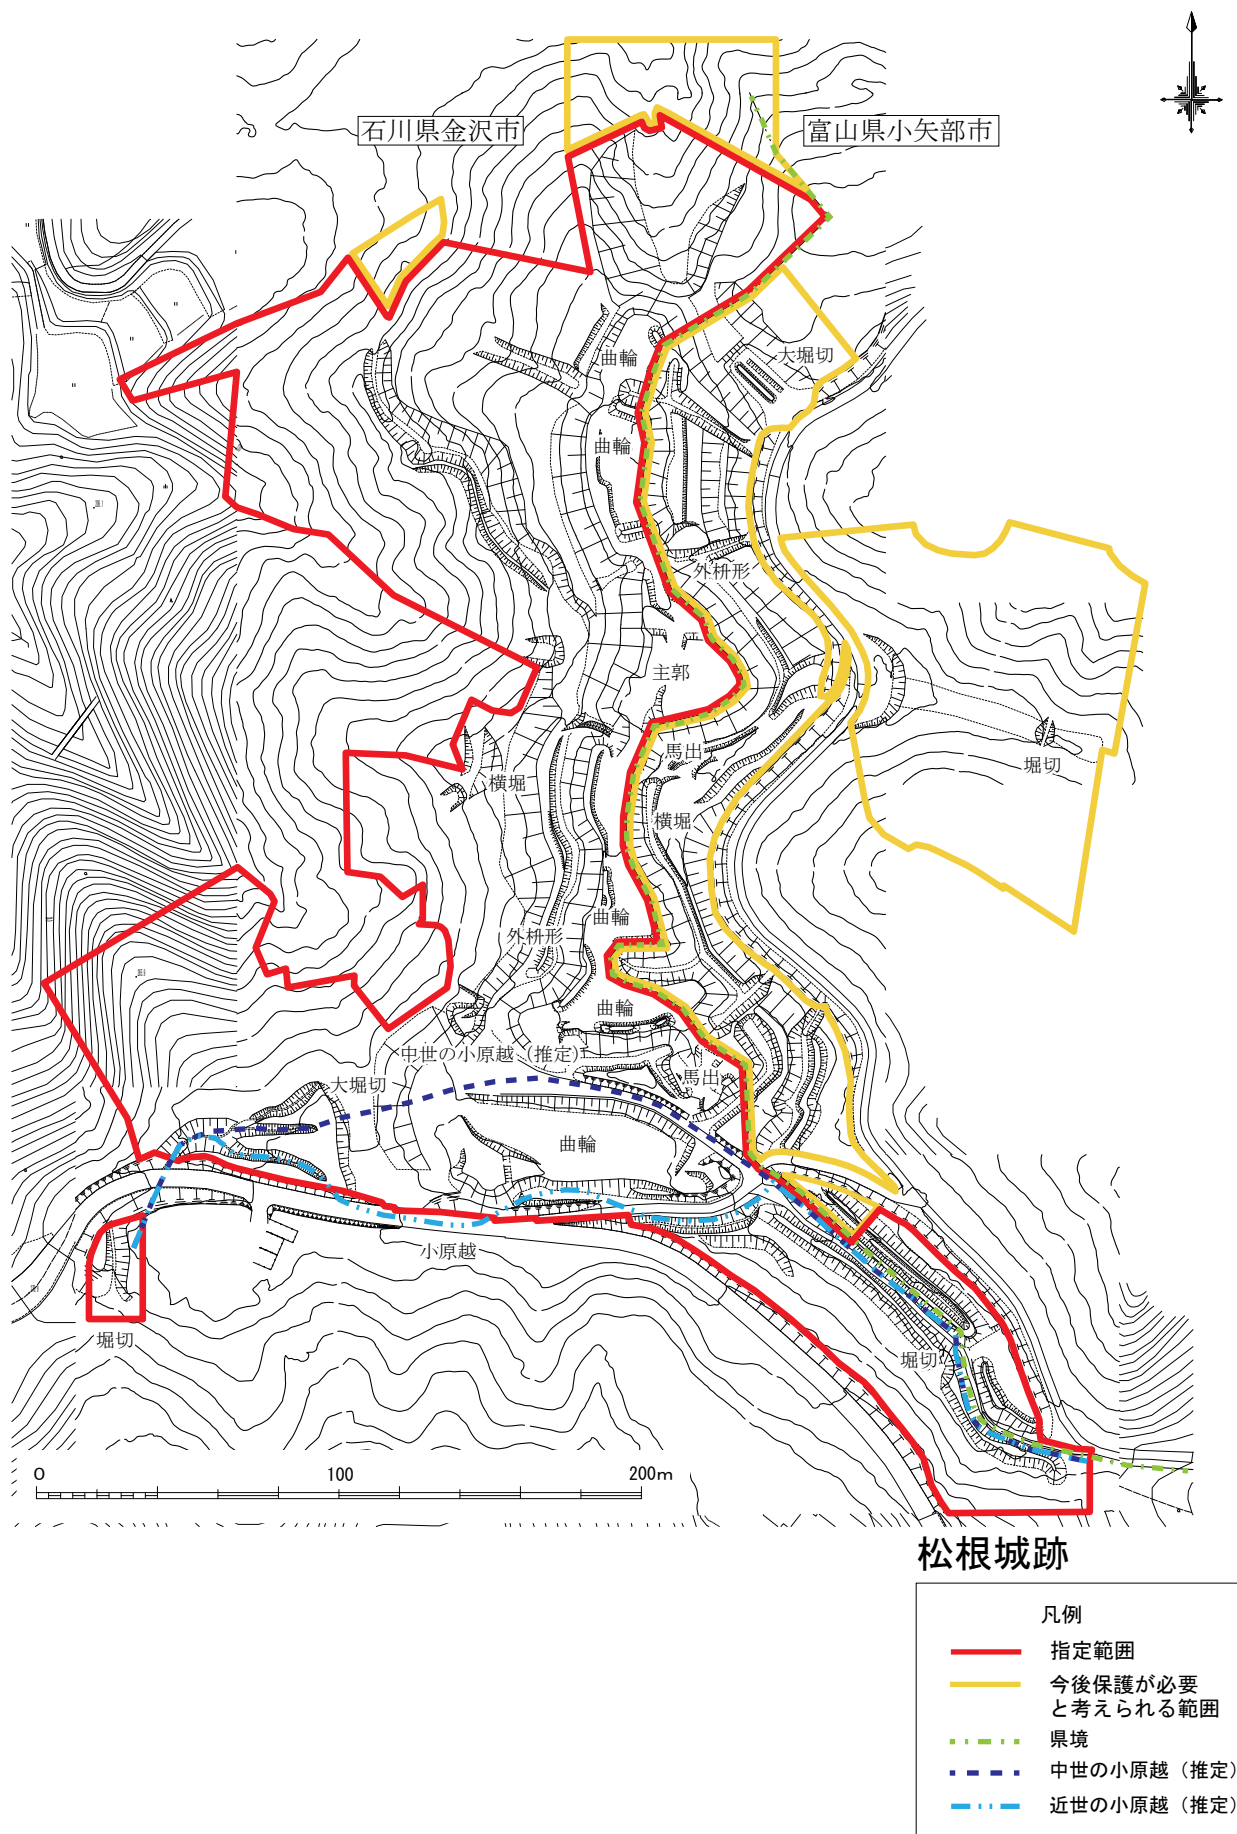 石川県金沢市
富山県小矢部市
大堀切
曲輪
曲輪
外枡形
主郭
馬出
堀切
横堀
横堀
曲輪
外枡形
曲輪
中世の小原越（推定）
馬出
大堀切
曲輪
小原越
堀切
堀切
0 100 200m
松根城跡
凡例
指定範囲
今後保護が必要
と考えられる範囲
県境
中世の小原越（推定）
近世の小原越（推定）